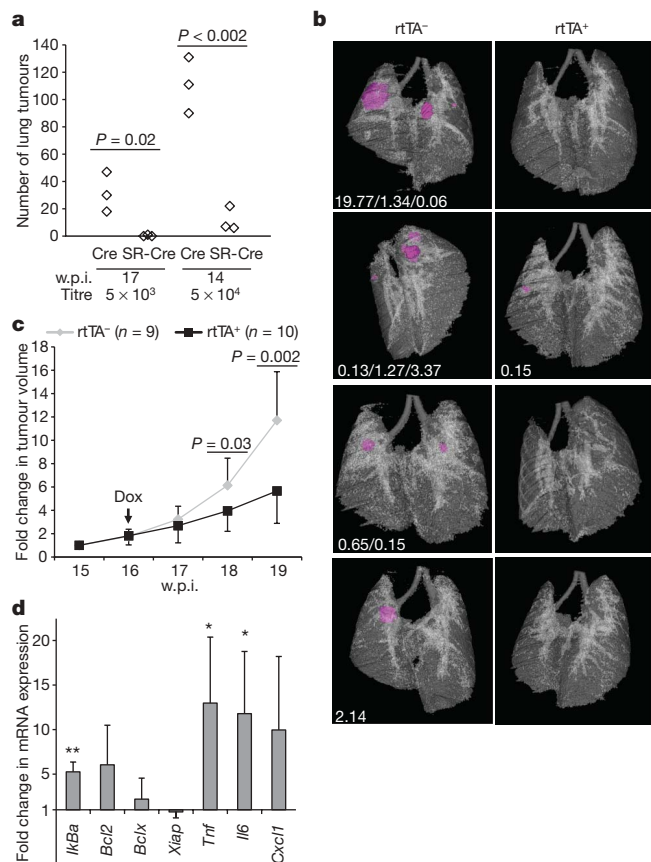 a
P < 0.002
P = 0.02
Number of lung tumours
140
120
100
80
60
40
20
0
Cre SR-Cre Cre SR-Cre
w.p.i. 17 14
Titre 5 × 10³ 5 × 10⁴
b
rtTA⁻ rtTA⁺
19.77/1.34/0.06
0.13/1.27/3.37
0.15
0.65/0.15
2.14
c
rtTA⁻ (n = 9) rtTA⁺ (n = 10)
Fold change in tumour volume
18
16
14
12
10
8
6
4
2
0
P = 0.002
P = 0.03
Dox
15 16 17 18 19
w.p.i.
d
Fold change in mRNA expression
20
15
10
5
1
** * *
IkBa Bcl2 Bclx Xiap Tnf Il6 Cxcl1